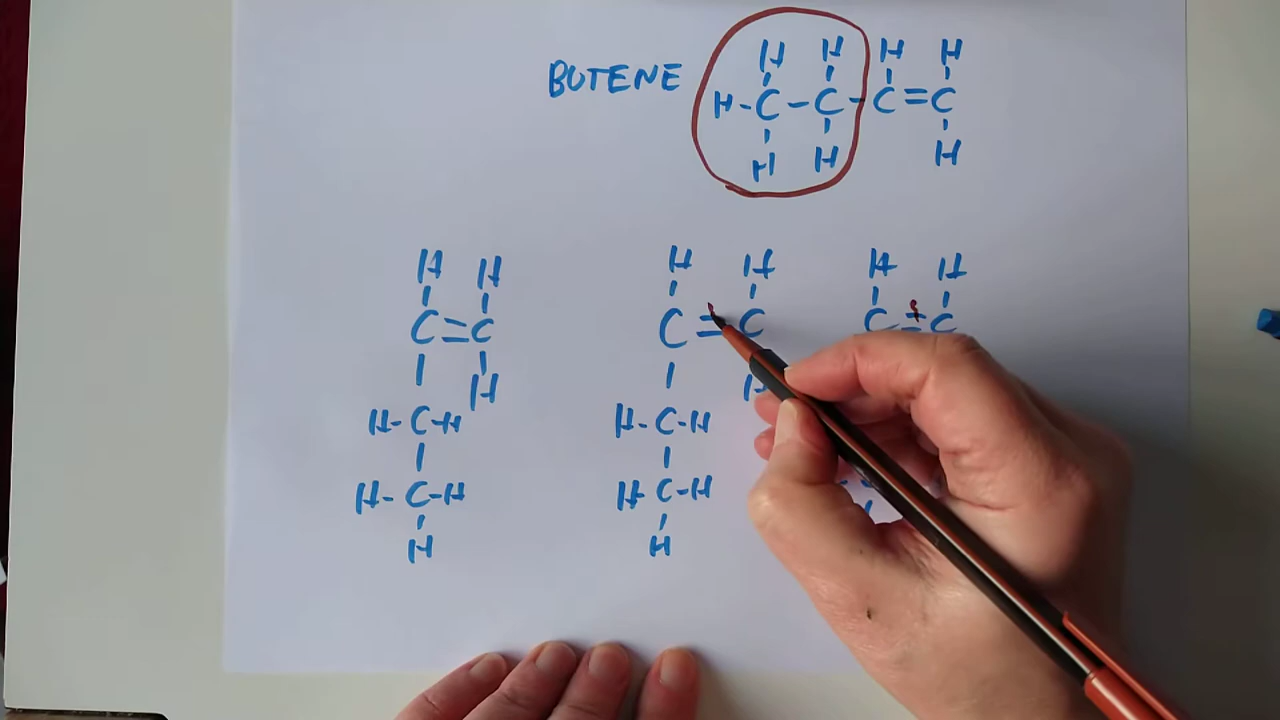 H H H H
BUTENE H-C-C-C=C
H H H
H H H H H H
C=C C=C C=C
H H
H-C-H H-C-H
H-C-H H-C-H
H H